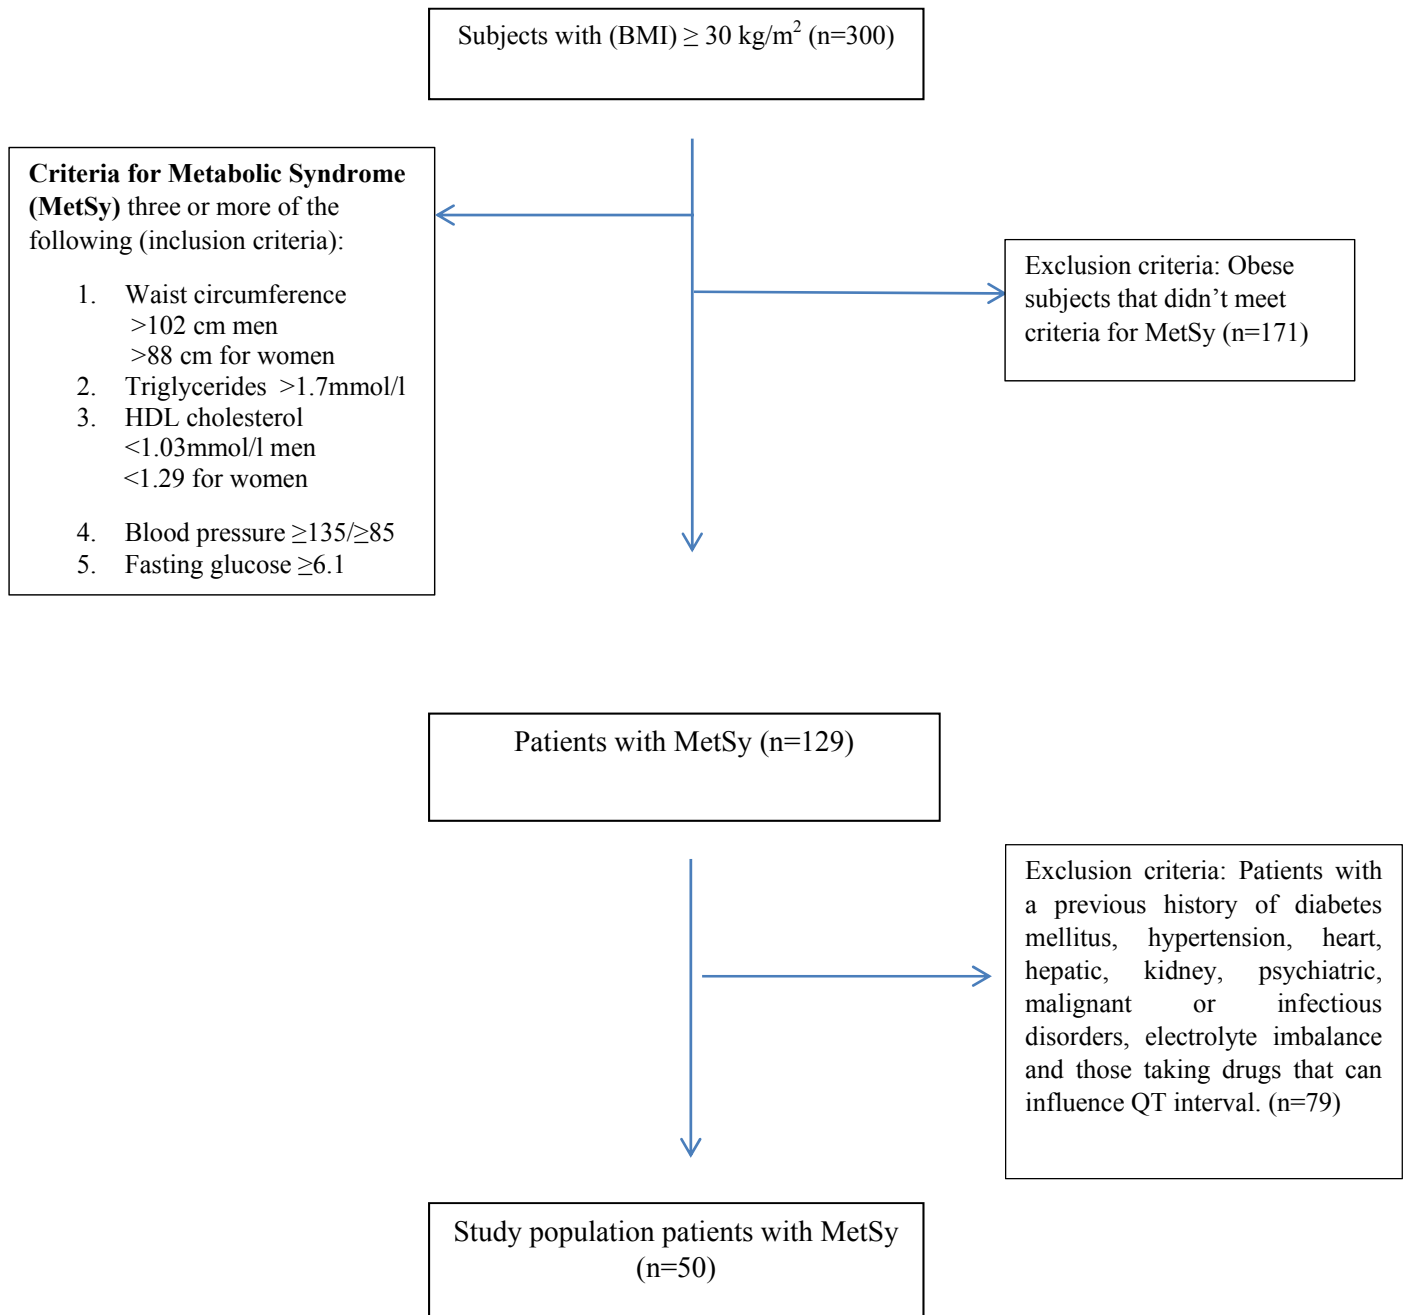 Subjects with (BMI) ≥ 30 kg/m² (n=300)
Criteria for Metabolic Syndrome
(MetSy) three or more of the
following (inclusion criteria):
1. Waist circumference
>102 cm men
>88 cm for women
2. Triglycerides >1.7mmol/l
3. HDL cholesterol
<1.03mmol/l men
<1.29 for women
4. Blood pressure ≥135/≥85
5. Fasting glucose ≥6.1
Exclusion criteria: Obese
subjects that didn’t meet
criteria for MetSy (n=171)
Patients with MetSy (n=129)
Exclusion criteria: Patients with
a previous history of diabetes
mellitus, hypertension, heart,
hepatic, kidney, psychiatric,
malignant or infectious
disorders, electrolyte imbalance
and those taking drugs that can
influence QT interval. (n=79)
Study population patients with MetSy
(n=50)